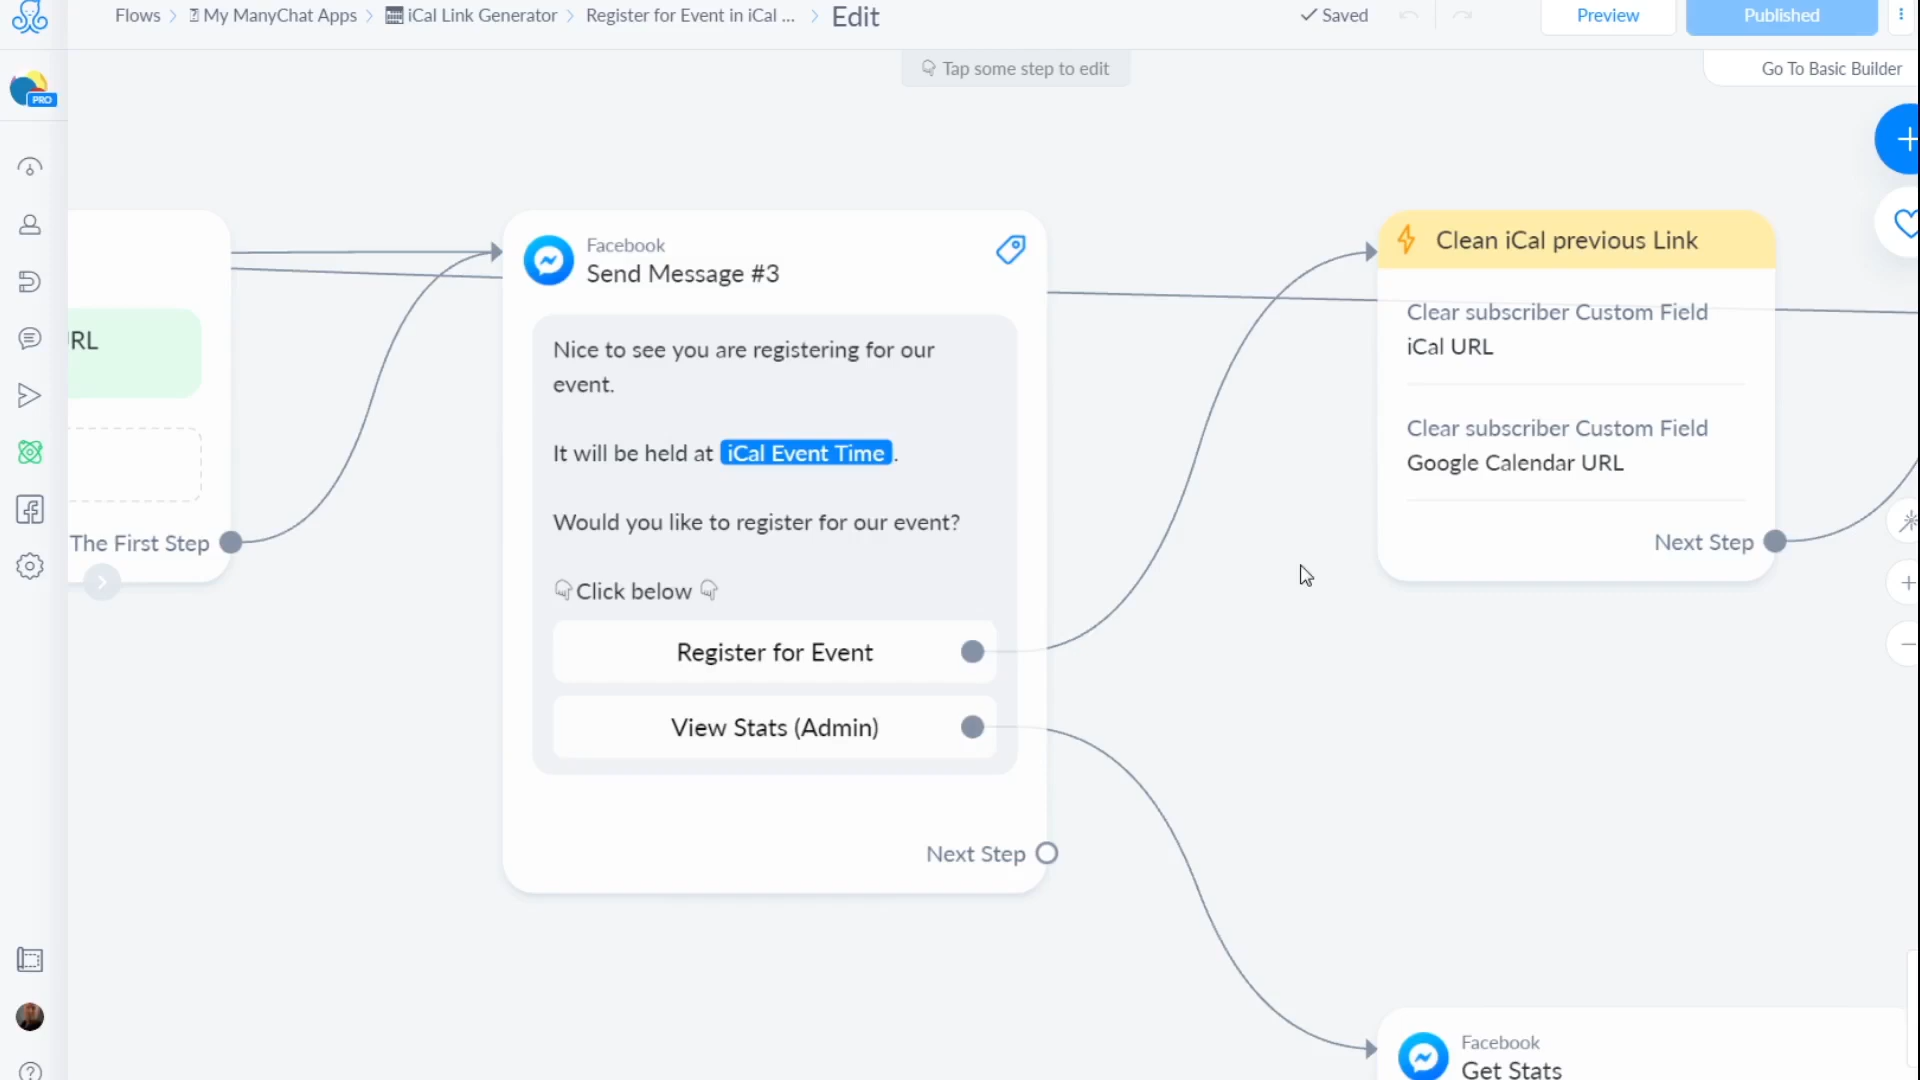 Flows
My ManyChat Apps
iCal Link Generator
Register for Event in iCal ...
Edit
Saved
Preview
Published
Tap some step to edit
Go To Basic Builder
PRO
RL
The First Step
Facebook
Send Message #3
Nice to see you are registering for our
event.
It will be held at iCal Event Time.
Would you like to register for our event?
Click below
Register for Event
View Stats (Admin)
Next Step
Clean iCal previous Link
Clear subscriber Custom Field
iCal URL
Clear subscriber Custom Field
Google Calendar URL
Next Step
Facebook
Get Stats